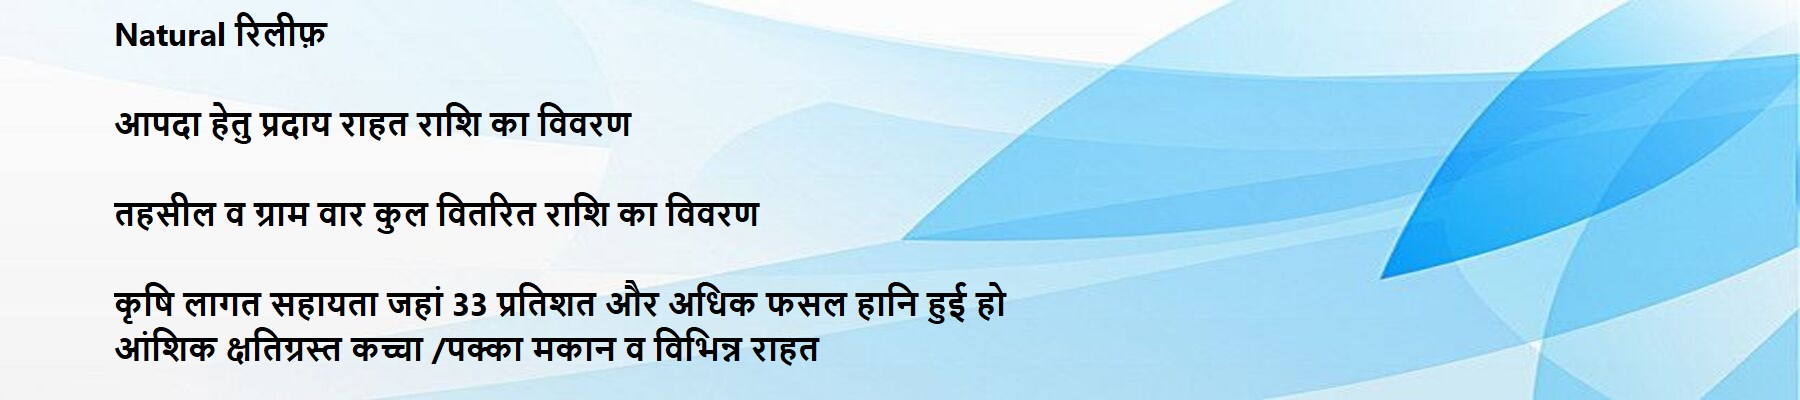 Natural रिलीफ़
आपदा हेतु प्रदाय राहत राशि का विवरण
तहसील व ग्राम वार कुल वितरित राशि का विवरण
कृषि लागत सहायता जहां 33 प्रतिशत और अधिक फसल हानि हुई हो
आंशिक क्षतिग्रस्त कच्चा /पक्का मकान व विभिन्न राहत